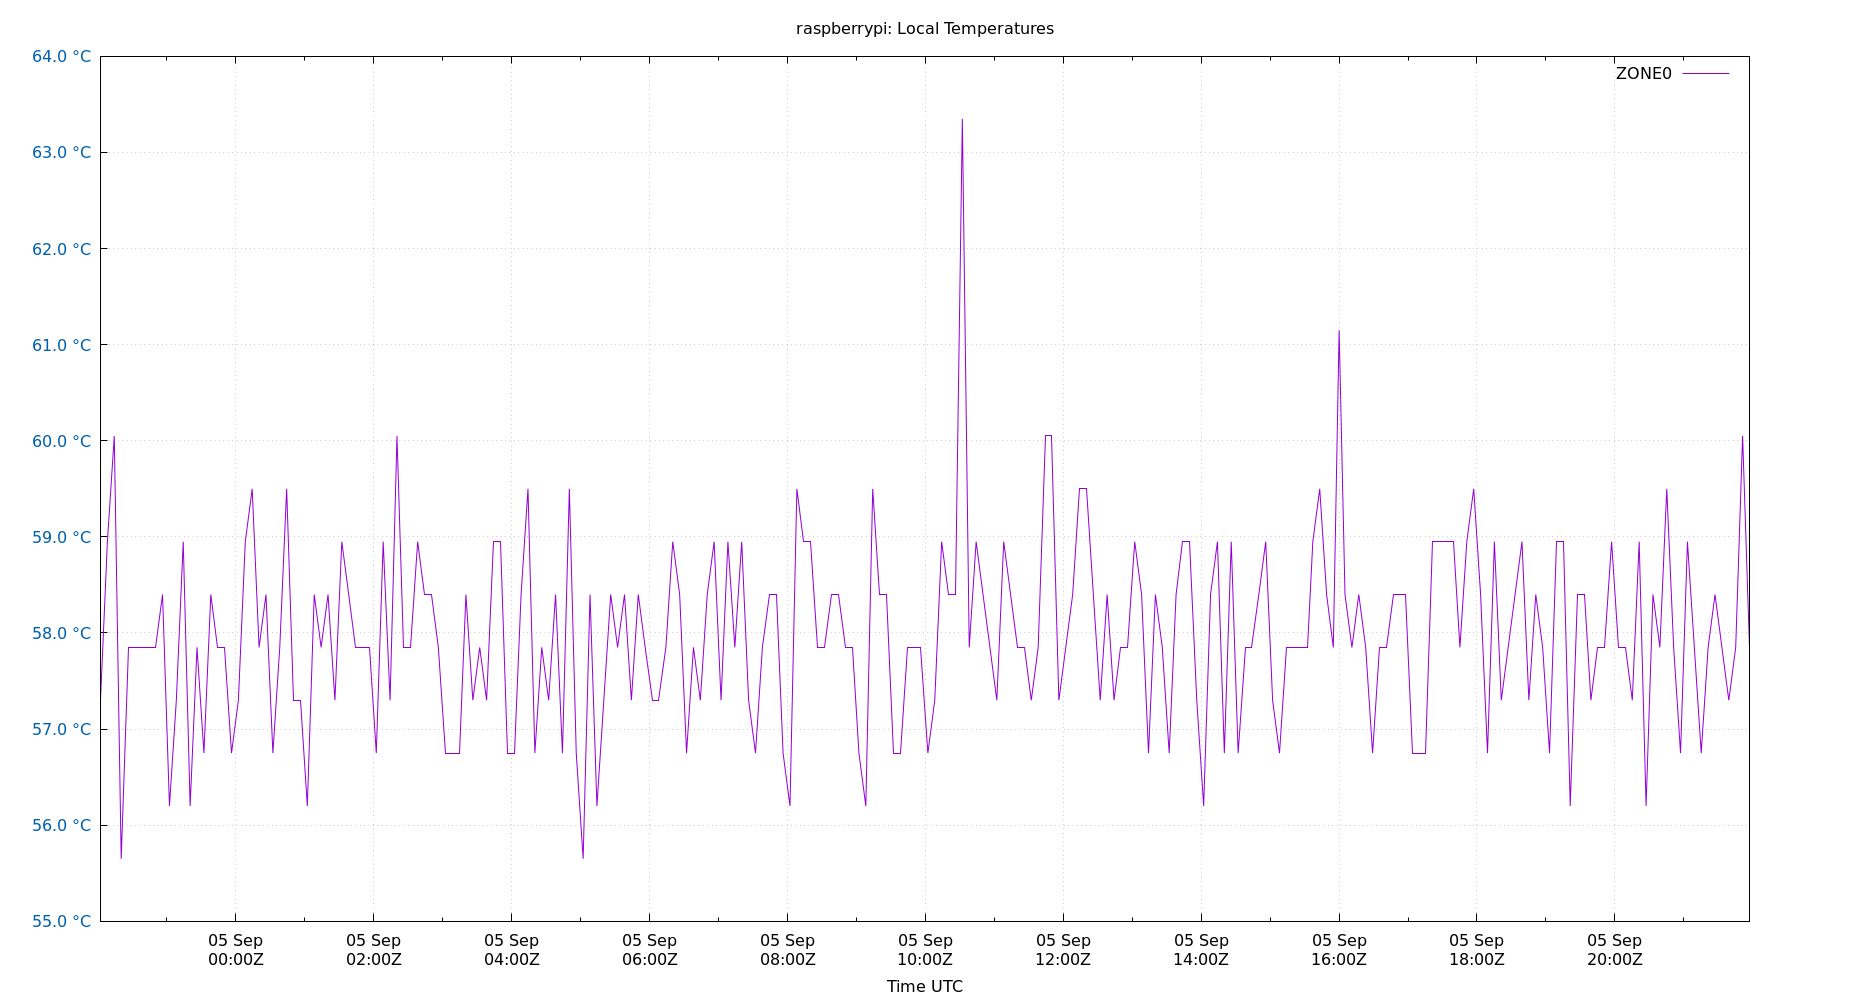 raspberrypi: Local Temperatures
ZONE0
64.0 °C
63.0 °C
62.0 °C
61.0 °C
60.0 °C
59.0 °C
58.0 °C
57.0 °C
56.0 °C
55.0 °C
05 Sep 05 Sep 05 Sep 05 Sep 05 Sep 05 Sep 05 Sep 05 Sep 05 Sep 05 Sep 05 Sep
00:00Z 02:00Z 04:00Z 06:00Z 08:00Z 10:00Z 12:00Z 14:00Z 16:00Z 18:00Z 20:00Z
Time UTC